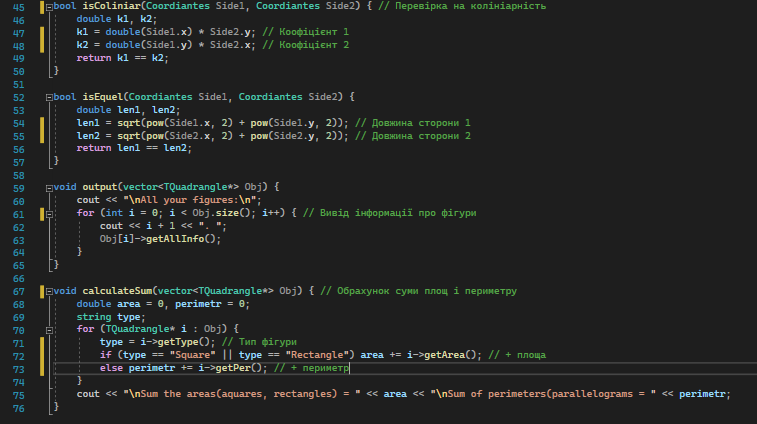 45 bool isColiniar(Coordiantes Side1, Coordiantes Side2) { // Перевірка на колініарність
46 double k1, k2;
47 k1 = double(Side1.x) * Side2.y; // Коофіцієнт 1
48 k2 = double(Side1.y) * Side2.x; // Коофіцієнт 2
49 return k1 == k2;
50 }
51
52 bool isEquel(Coordiantes Side1, Coordiantes Side2) {
53 double len1, len2;
54 len1 = sqrt(pow(Side1.x, 2) + pow(Side1.y, 2)); // Довжина сторони 1
55 len2 = sqrt(pow(Side2.x, 2) + pow(Side2.y, 2)); // Довжина сторони 2
56 return len1 == len2;
57 }
58
59 void output(vector<TQuadrangle*> Obj) {
60 cout << "\nAll your figures:\n";
61 for (int i = 0; i < Obj.size(); i++) { // Вивід інформації про фігури
62 cout << i + 1 << ". ";
63 Obj[i]->getAllInfo();
64 }
65 }
66
67 void calculateSum(vector<TQuadrangle*> Obj) { // Обрахунок суми площ і периметру
68 double area = 0, perimetr = 0;
69 string type;
70 for (TQuadrangle* i : Obj) {
71 type = i->getType(); // Тип фігури
72 if (type == "Square" || type == "Rectangle") area += i->getArea(); // + площа
73 else perimetr += i->getPer(); // + периметр
74 }
75 cout << "\nSum the areas(aquares, rectangles) = " << area << "\nSum of perimeters(parallelograms = " << perimetr;
76 }